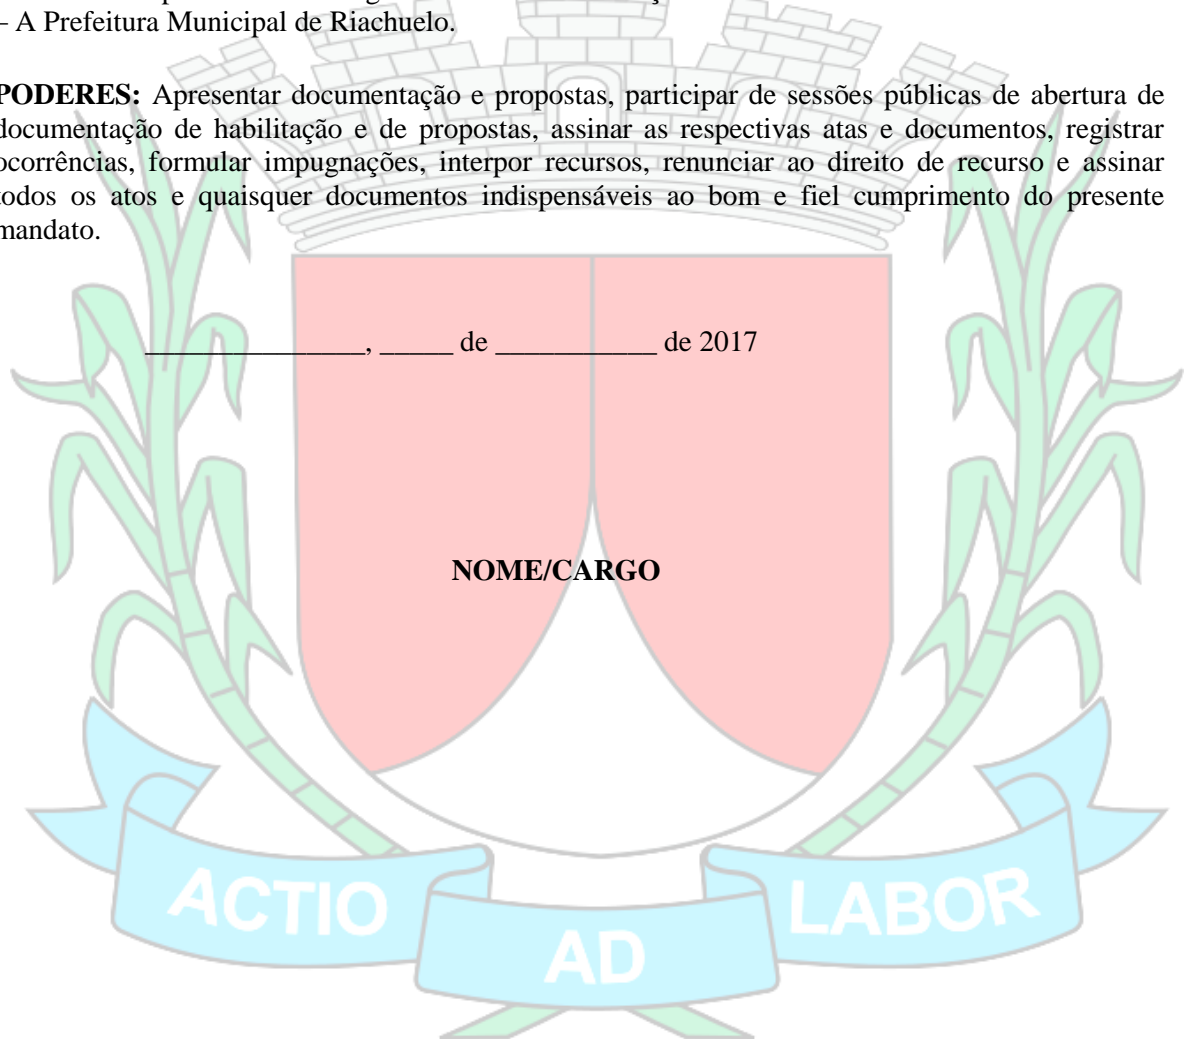 – A Prefeitura Municipal de Riachuelo.
PODERES: Apresentar documentação e propostas, participar de sessões públicas de abertura de
documentação de habilitação e de propostas, assinar as respectivas atas e documentos, registrar
ocorrências, formular impugnações, interpor recursos, renunciar ao direito de recurso e assinar
todos os atos e quaisquer documentos indispensáveis ao bom e fiel cumprimento do presente
mandato.
_______________, _____ de ___________ de 2017
NOME/CARGO
ACTIO AD LABOR